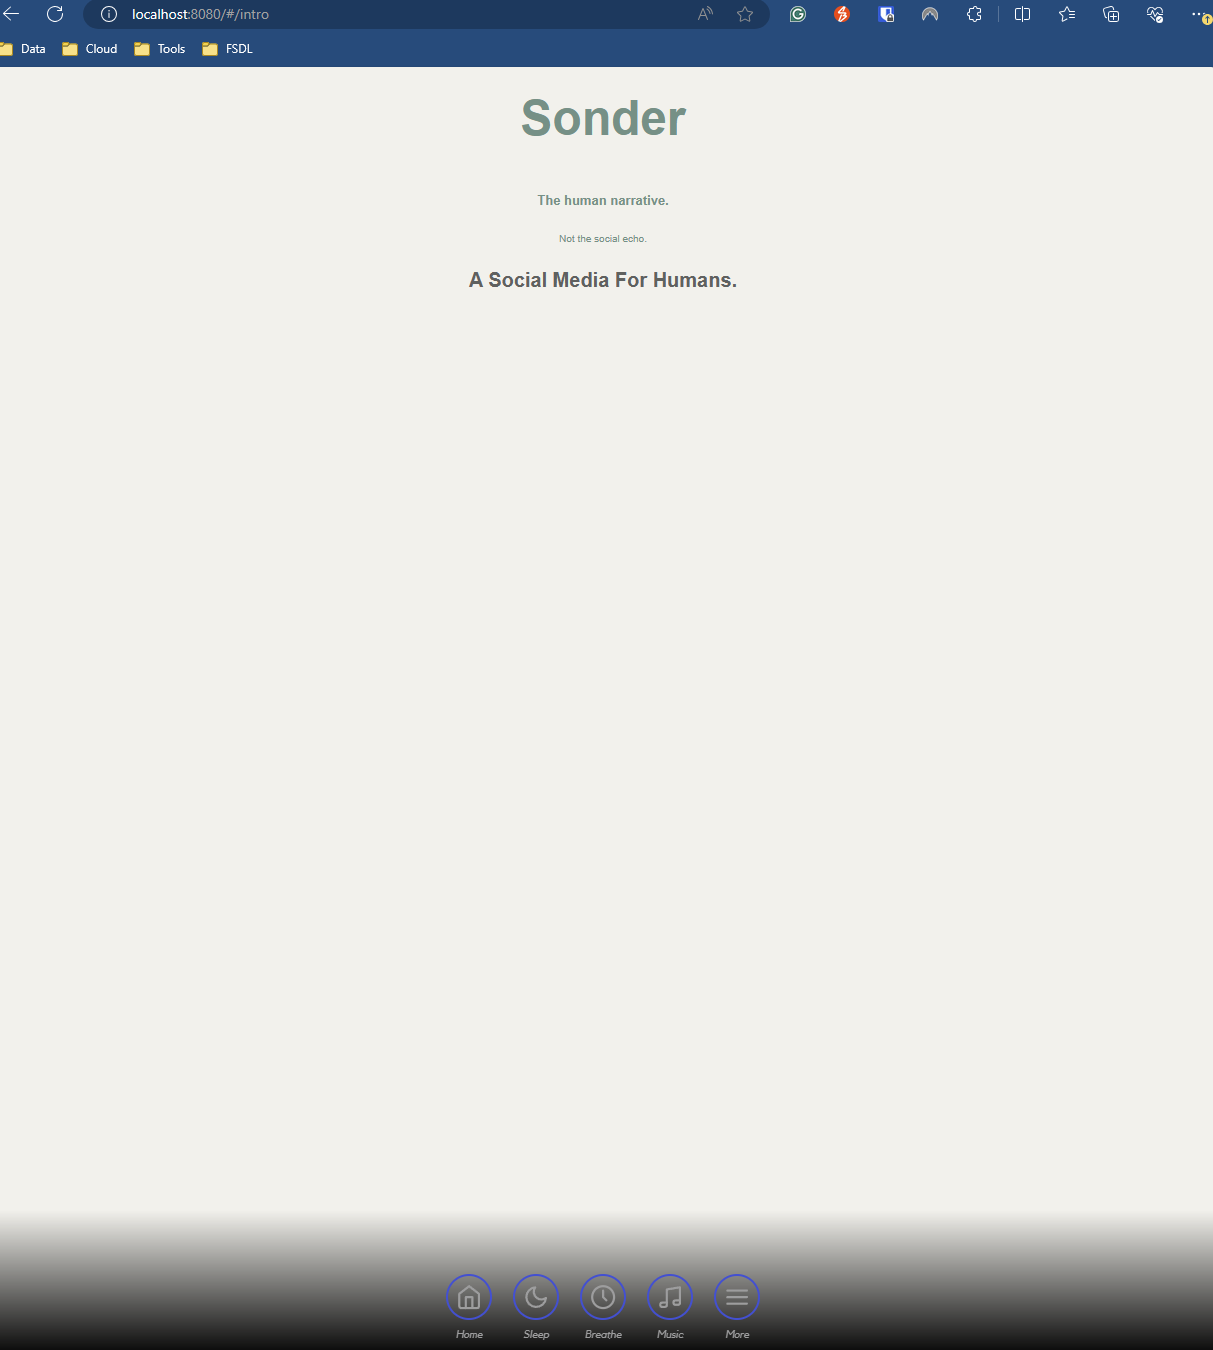 localhost:8080/#/intro
Data Cloud Tools FSDL
Sonder
The human narrative.
Not the social echo.
A Social Media For Humans.
Home Sleep Breathe Music More